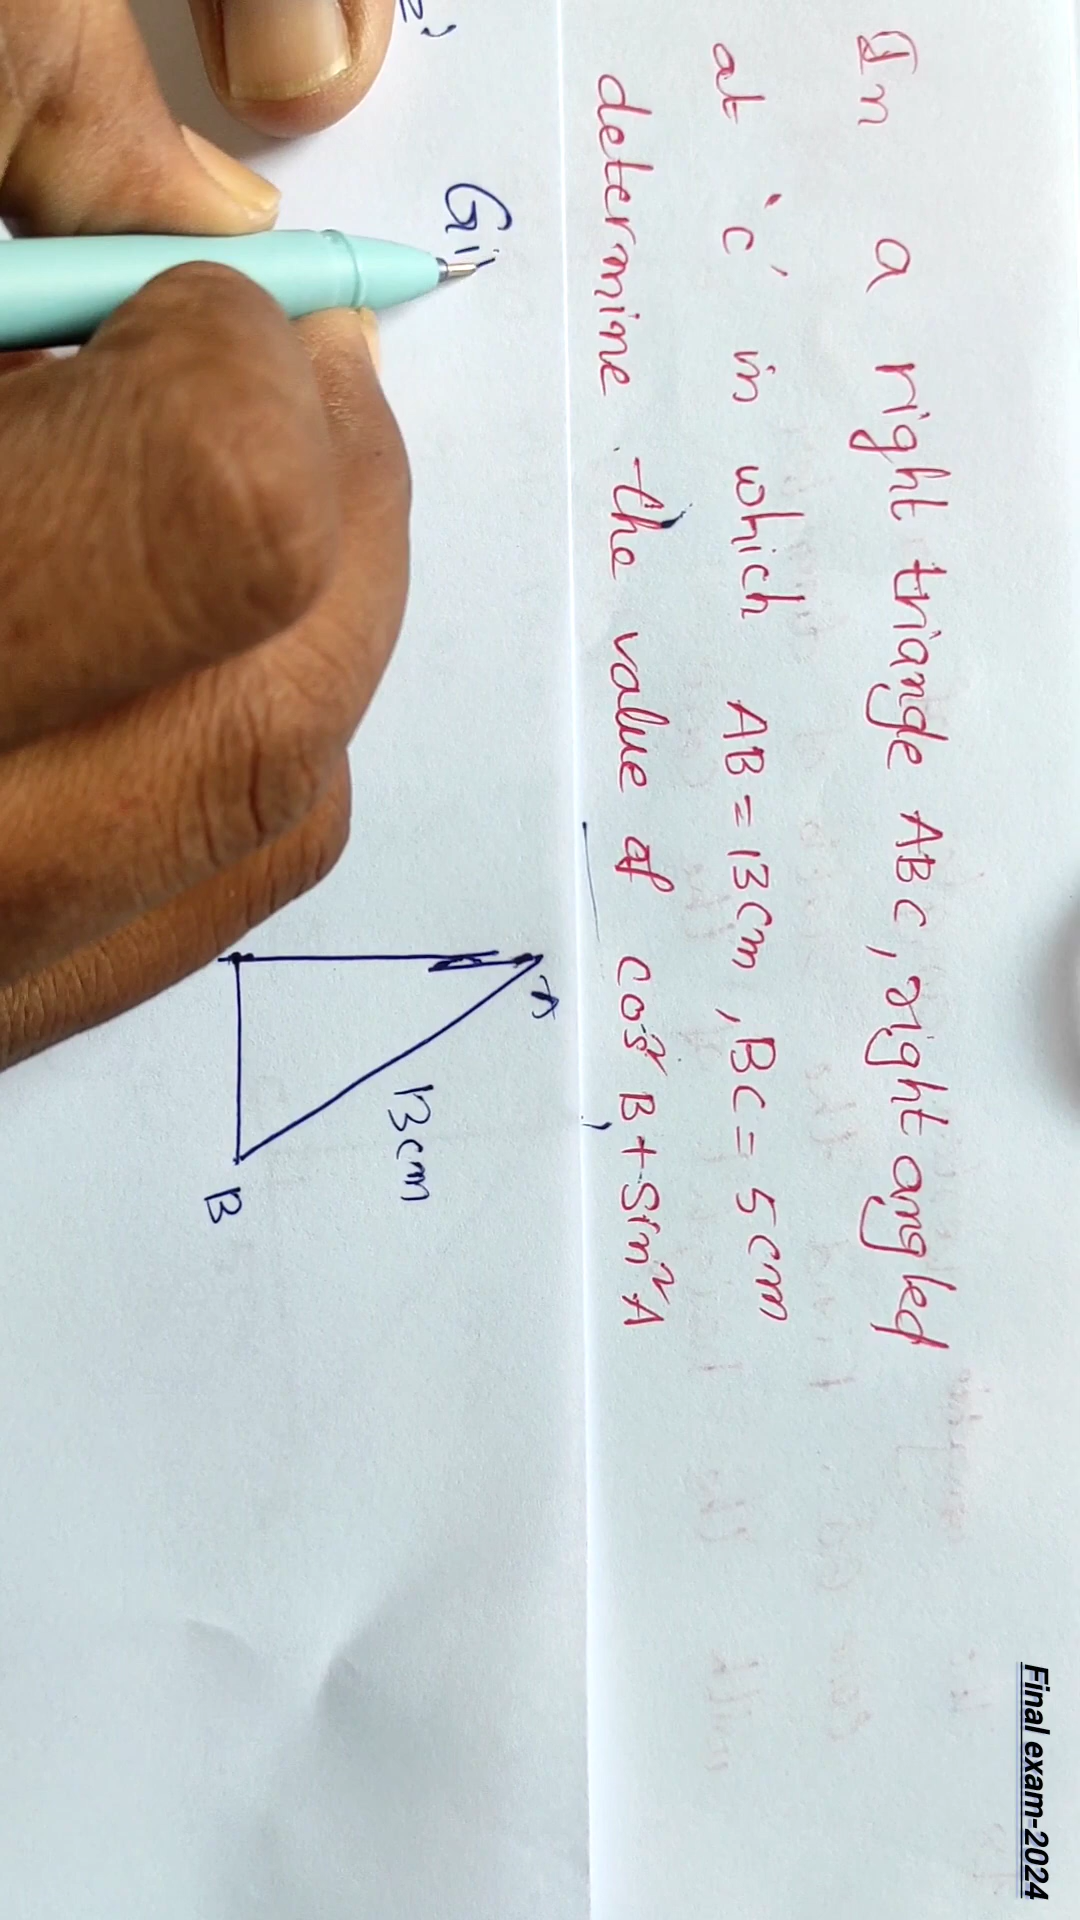 Final exam-2024
In a right triangle ABC, right angled
at 'c' in which AB = 13cm, BC = 5cm
determine the value of cos²B + sin²A
Giv
A
13cm
B